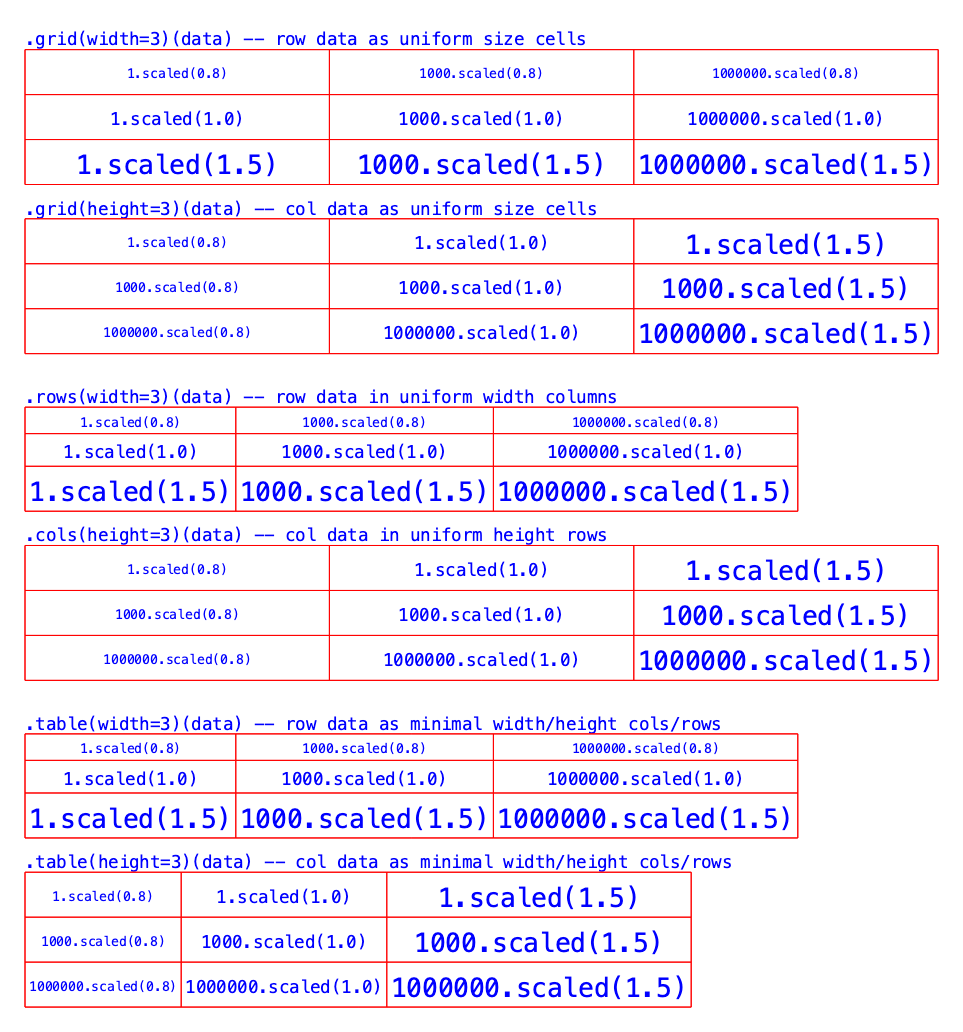 .grid(width=3)(data) -- row data as uniform size cells
1.scaled(0.8) 1000.scaled(0.8) 1000000.scaled(0.8)
1.scaled(1.0) 1000.scaled(1.0) 1000000.scaled(1.0)
1.scaled(1.5) 1000.scaled(1.5) 1000000.scaled(1.5)
.grid(height=3)(data) -- col data as uniform size cells
1.scaled(0.8) 1.scaled(1.0) 1.scaled(1.5)
1000.scaled(0.8) 1000.scaled(1.0) 1000.scaled(1.5)
1000000.scaled(0.8) 1000000.scaled(1.0) 1000000.scaled(1.5)
.rows(width=3)(data) -- row data in uniform width columns
1.scaled(0.8) 1000.scaled(0.8) 1000000.scaled(0.8)
1.scaled(1.0) 1000.scaled(1.0) 1000000.scaled(1.0)
1.scaled(1.5) 1000.scaled(1.5) 1000000.scaled(1.5)
.cols(height=3)(data) -- col data in uniform height rows
1.scaled(0.8) 1.scaled(1.0) 1.scaled(1.5)
1000.scaled(0.8) 1000.scaled(1.0) 1000.scaled(1.5)
1000000.scaled(0.8) 1000000.scaled(1.0) 1000000.scaled(1.5)
.table(width=3)(data) -- row data as minimal width/height cols/rows
1.scaled(0.8) 1000.scaled(0.8) 1000000.scaled(0.8)
1.scaled(1.0) 1000.scaled(1.0) 1000000.scaled(1.0)
1.scaled(1.5) 1000.scaled(1.5) 1000000.scaled(1.5)
.table(height=3)(data) -- col data as minimal width/height cols/rows
1.scaled(0.8) 1.scaled(1.0) 1.scaled(1.5)
1000.scaled(0.8) 1000.scaled(1.0) 1000.scaled(1.5)
1000000.scaled(0.8) 1000000.scaled(1.0) 1000000.scaled(1.5)